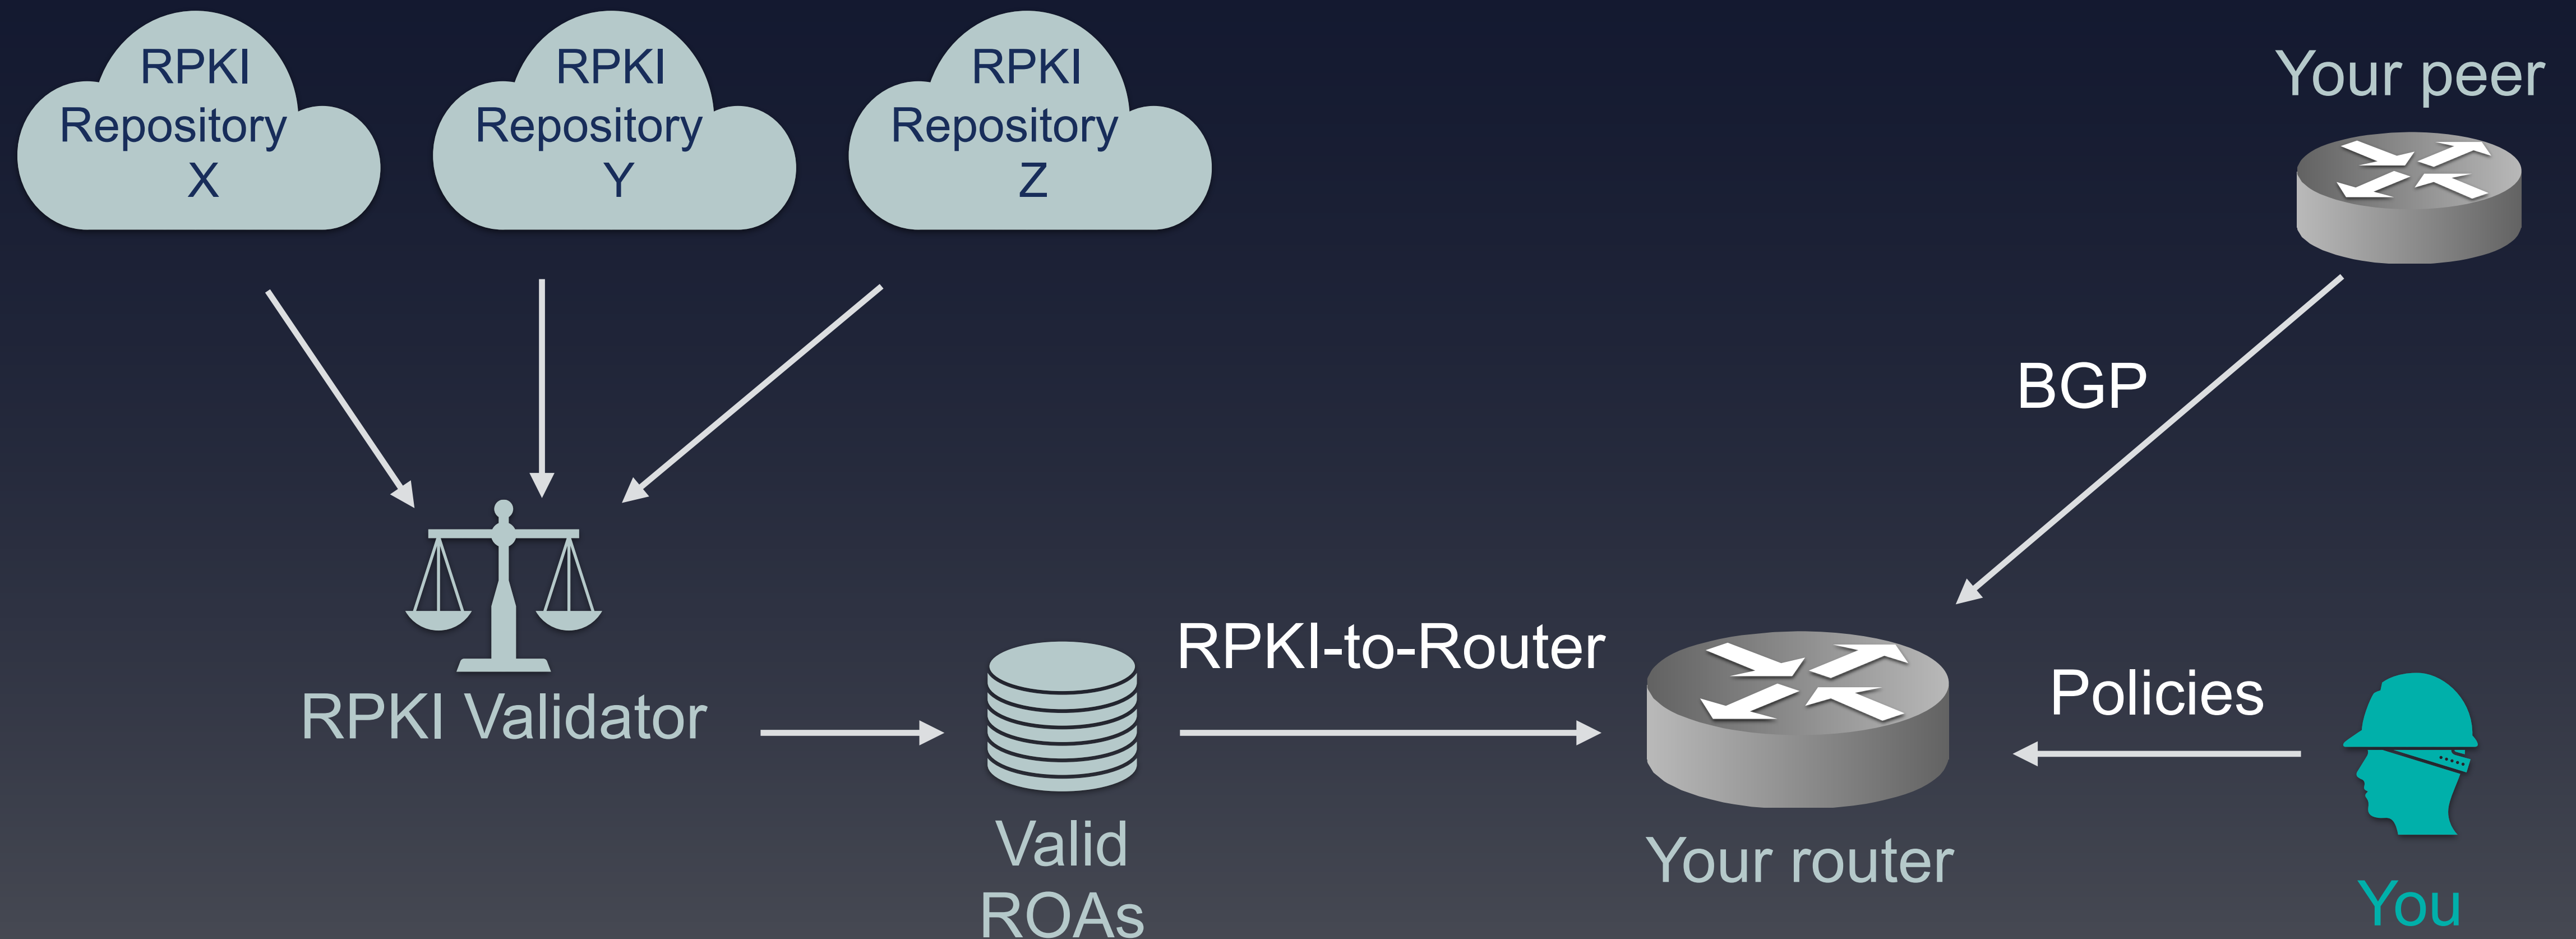 RPKI
Repository
X
RPKI
Repository
Y
RPKI
Repository
Z
Your peer
BGP
RPKI Validator
Valid
ROAs
RPKI-to-Router
Your router
Policies
You